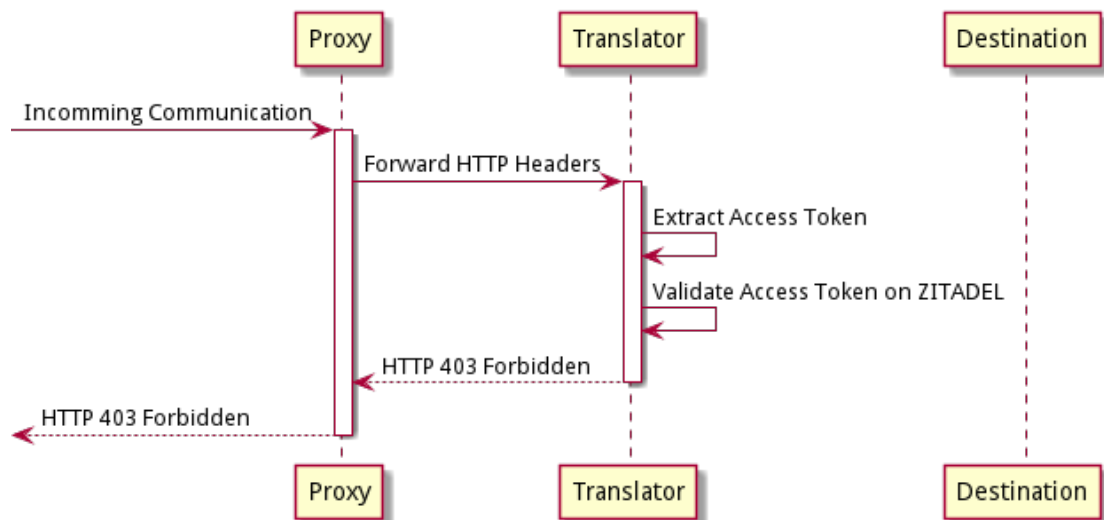 Proxy
Translator
Destination
Incomming Communication
Forward HTTP Headers
Extract Access Token
Validate Access Token on ZITADEL
HTTP 403 Forbidden
HTTP 403 Forbidden
Proxy
Translator
Destination